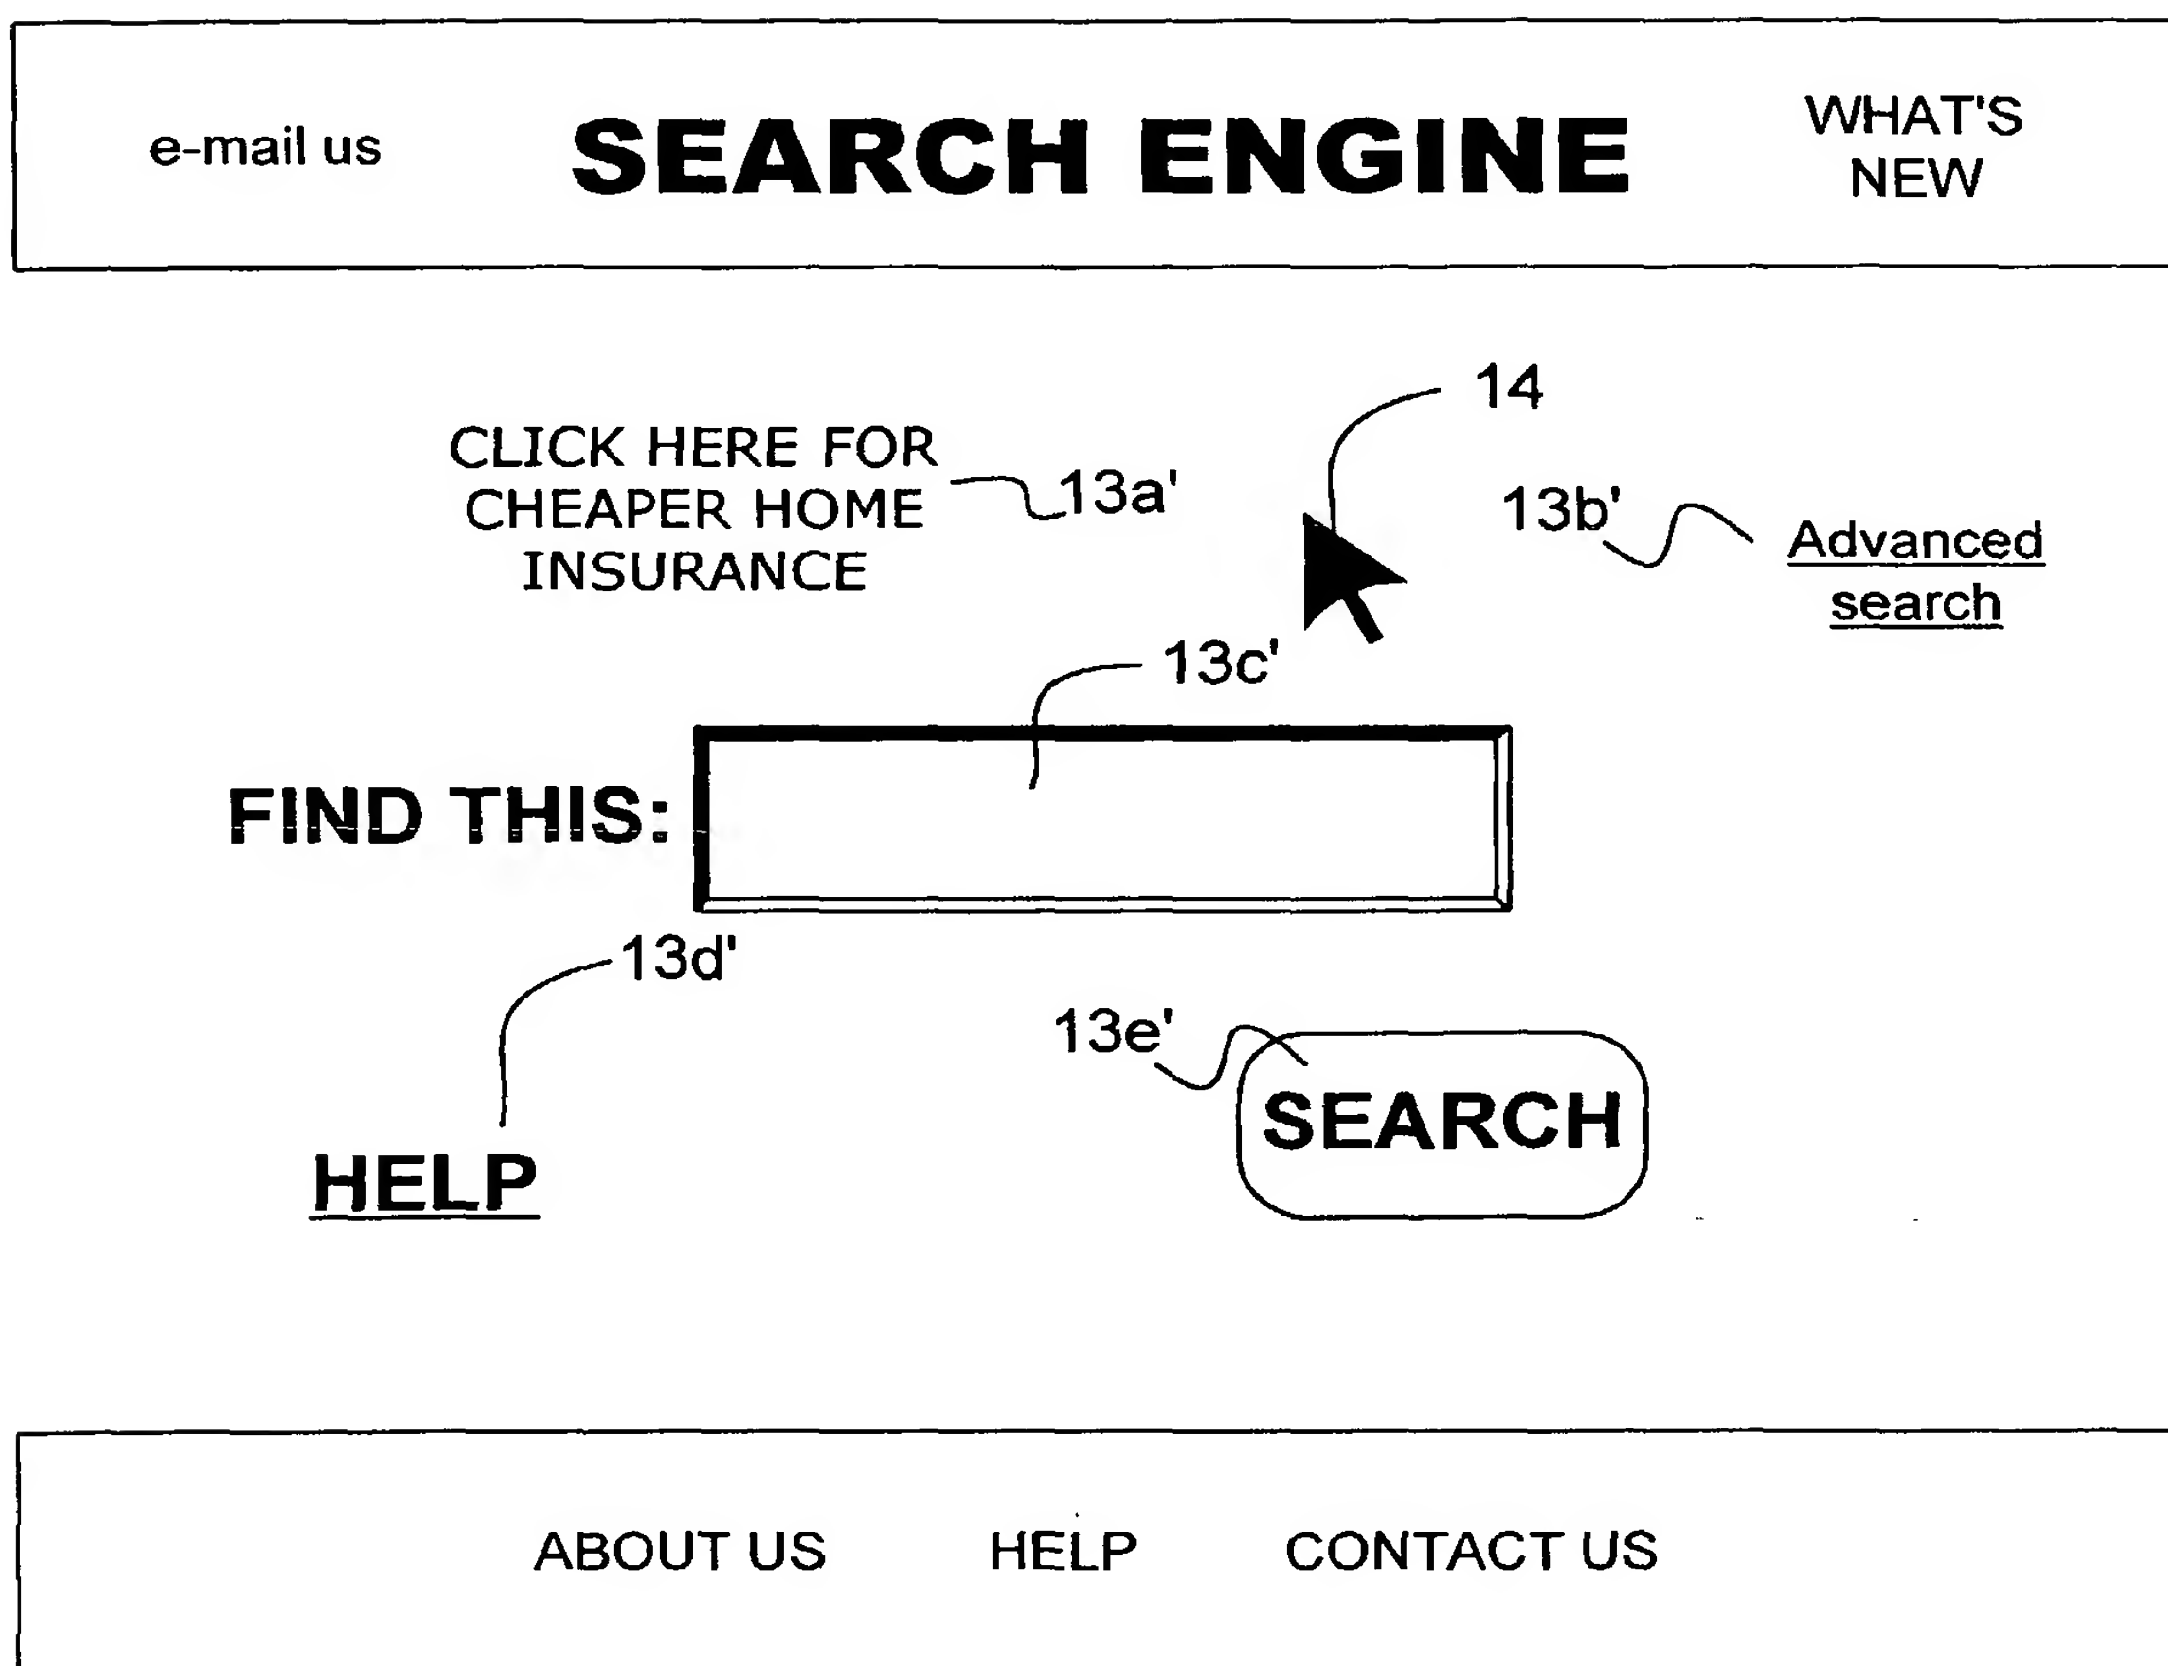 e-mail us
SEARCH ENGINE
WHAT'S
NEW
14
CLICK HERE FOR
CHEAPER HOME
INSURANCE
13a'
13b'
Advanced
search
13c'
FIND THIS:
13d'
13e'
SEARCH
HELP
ABOUT US
HELP
CONTACT US